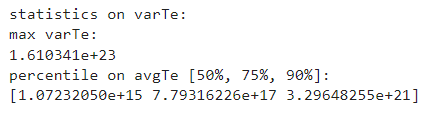 statistics on varTe:
max varTe:
1.610341e+23
percentile on avgTe [50%, 75%, 90%]:
[1.07232050e+15 7.79316226e+17 3.29648255e+21]